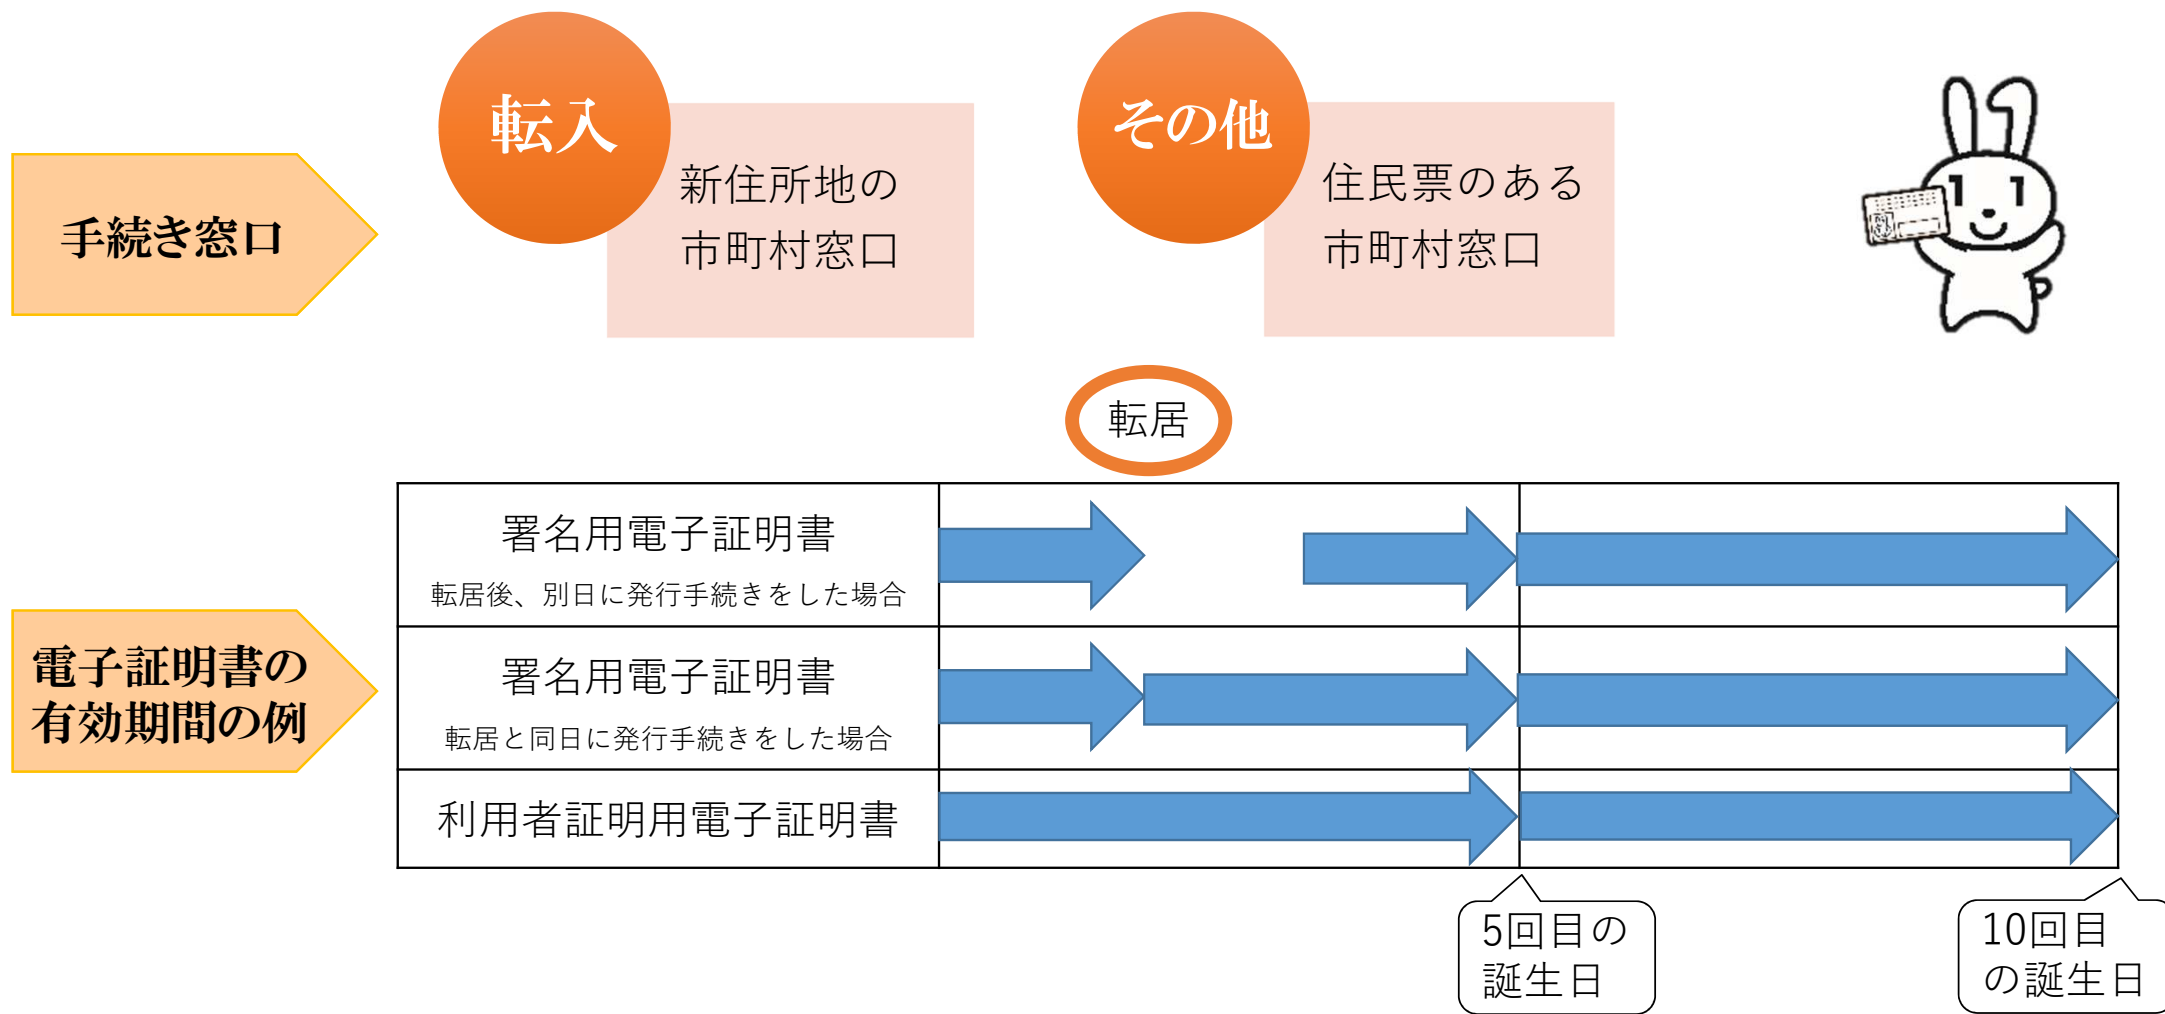 手続き窓口
転入
新住所地の
市町村窓口
その他
住民票のある
市町村窓口
転居
電子証明書の
有効期間の例
署名用電子証明書
転居後、別日に発行手続きをした場合
署名用電子証明書
転居と同日に発行手続きをした場合
利用者証明用電子証明書
5回目の
誕生日
10回目
の誕生日